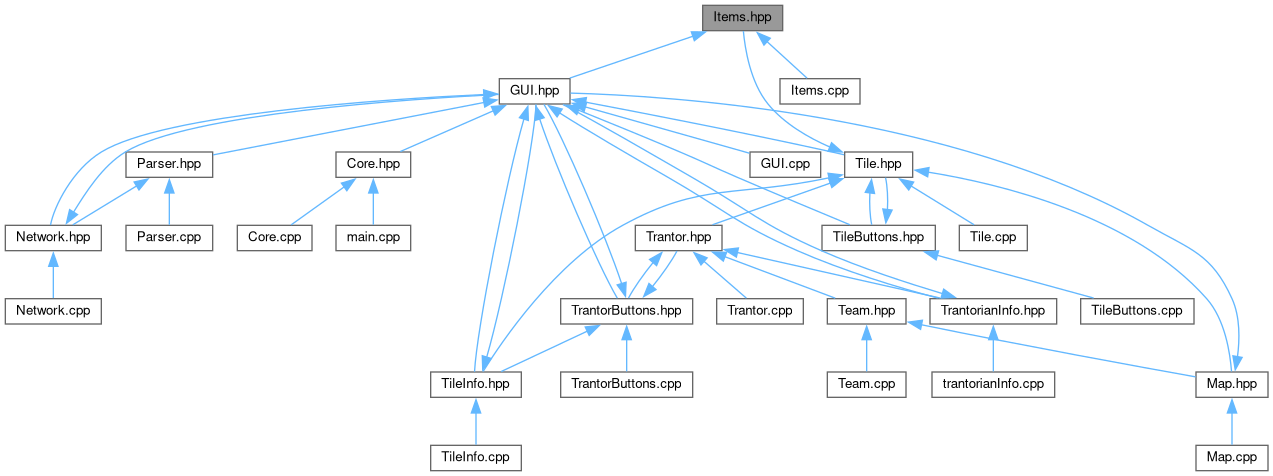 Items.hpp
GUI.hpp
Items.cpp
Parser.hpp
Core.hpp
GUI.cpp
Tile.hpp
Network.hpp
Parser.cpp
Core.cpp
main.cpp
Trantor.hpp
TileButtons.hpp
Tile.cpp
Network.cpp
TrantorButtons.hpp
Trantor.cpp
Team.hpp
TrantorianInfo.hpp
TileButtons.cpp
TileInfo.hpp
TrantorButtons.cpp
Team.cpp
trantorianInfo.cpp
Map.hpp
TileInfo.cpp
Map.cpp